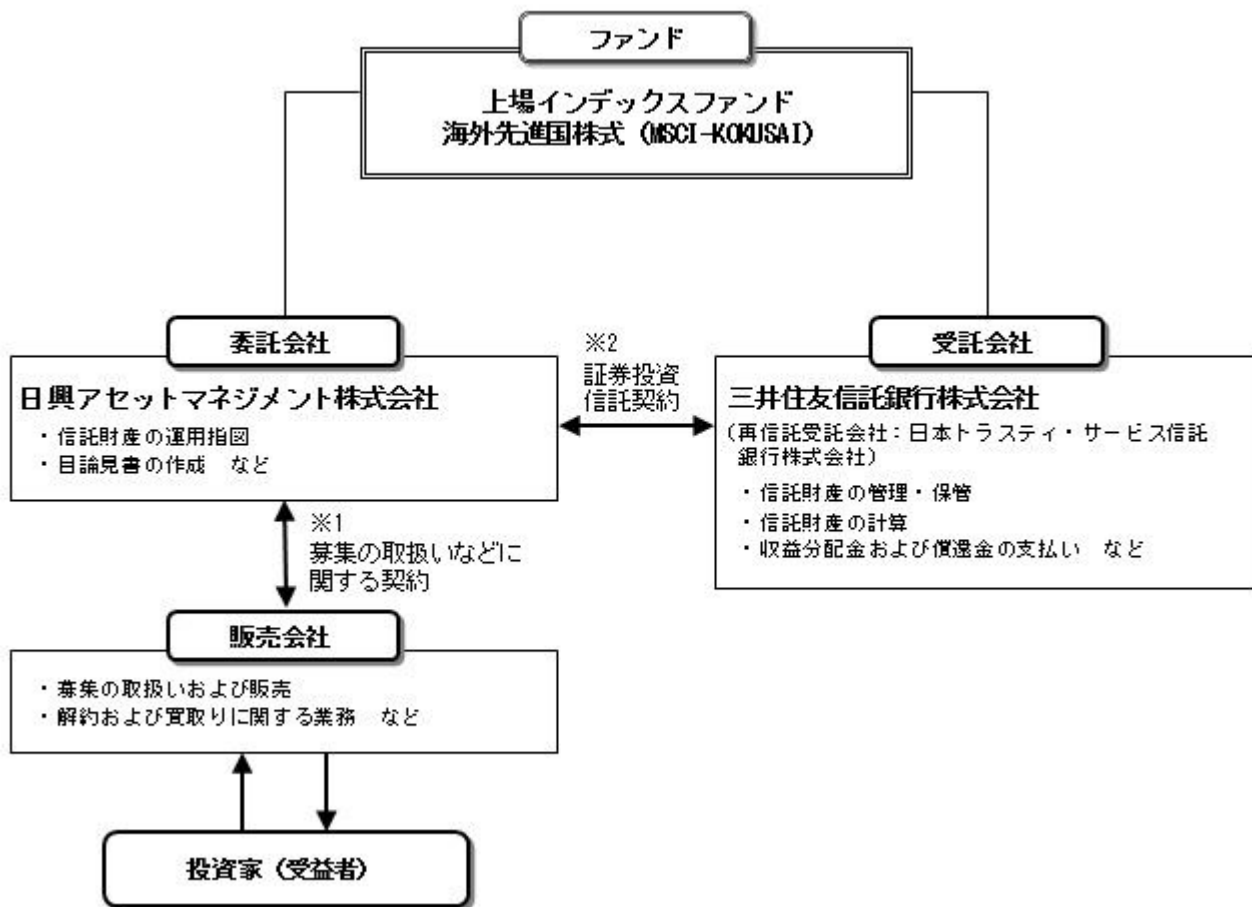 ファンド
上場インデックスファンド
海外先進国株式（MSCI-KOKUSAI）
委託会社
日興アセットマネジメント株式会社
・信託財産の運用指図
・目論見書の作成　など
※2
証券投資
信託契約
受託会社
三井住友信託銀行株式会社
（再信託受託会社：日本トラスティ・サービス信託
銀行株式会社）
・信託財産の管理・保管
・信託財産の計算
・収益分配金および償還金の支払い　など
※1
募集の取扱いなどに
関する契約
販売会社
・募集の取扱いおよび販売
・解約および買取りに関する業務　など
投資家（受益者）